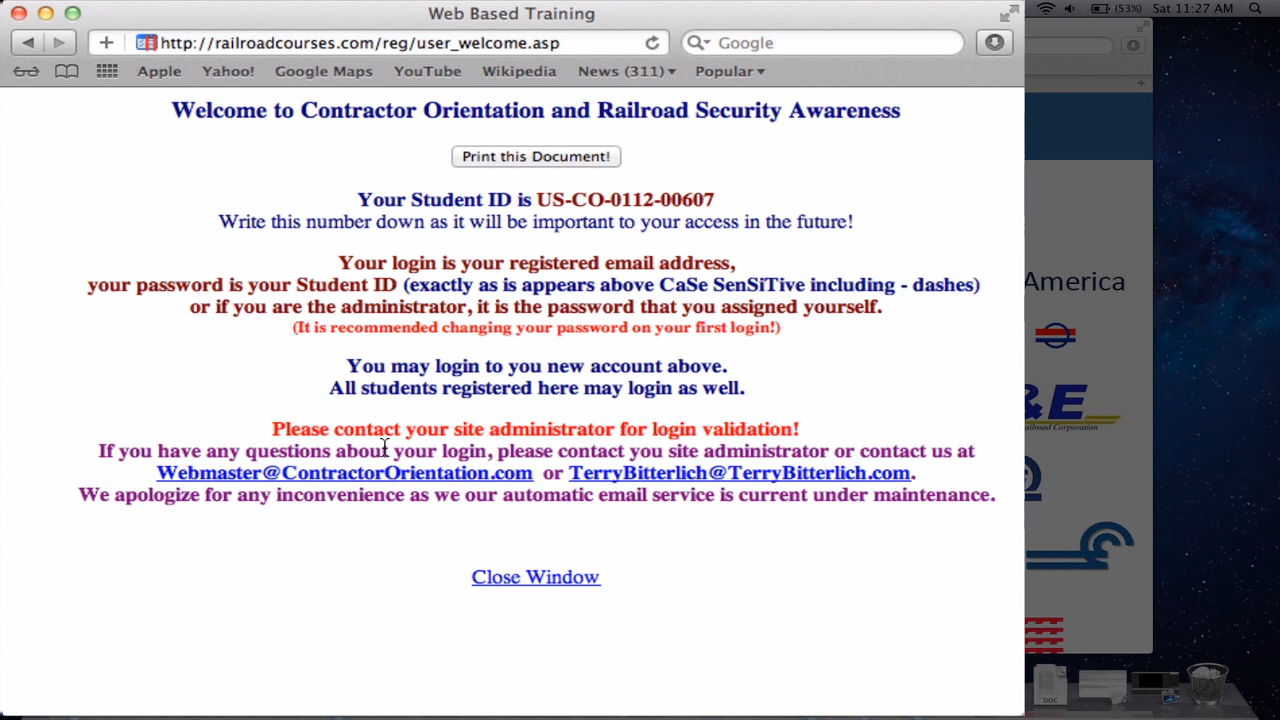 Web Based Training
(53%) Sat 11:27 AM
http://railroadcourses.com/reg/user_welcome.asp
Google
Apple Yahoo! Google Maps YouTube Wikipedia News (311) Popular
Welcome to Contractor Orientation and Railroad Security Awareness
Print this Document!
Your Student ID is US-CO-0112-00607
Write this number down as it will be important to your access in the future!
Your login is your registered email address,
your password is your Student ID (exactly as is appears above CaSe SenSiTive including - dashes)
or if you are the administrator, it is the password that you assigned yourself.
(It is recommended changing your password on your first login!)
You may login to you new account above.
All students registered here may login as well.
Please contact your site administrator for login validation!
If you have any questions about your login, please contact you site administrator or contact us at
Webmaster@ContractorOrientation.com or TerryBitterlich@TerryBitterlich.com.
We apologize for any inconvenience as we our automatic email service is current under maintenance.
Close Window
America
&E
Railroad Corporation
DOC